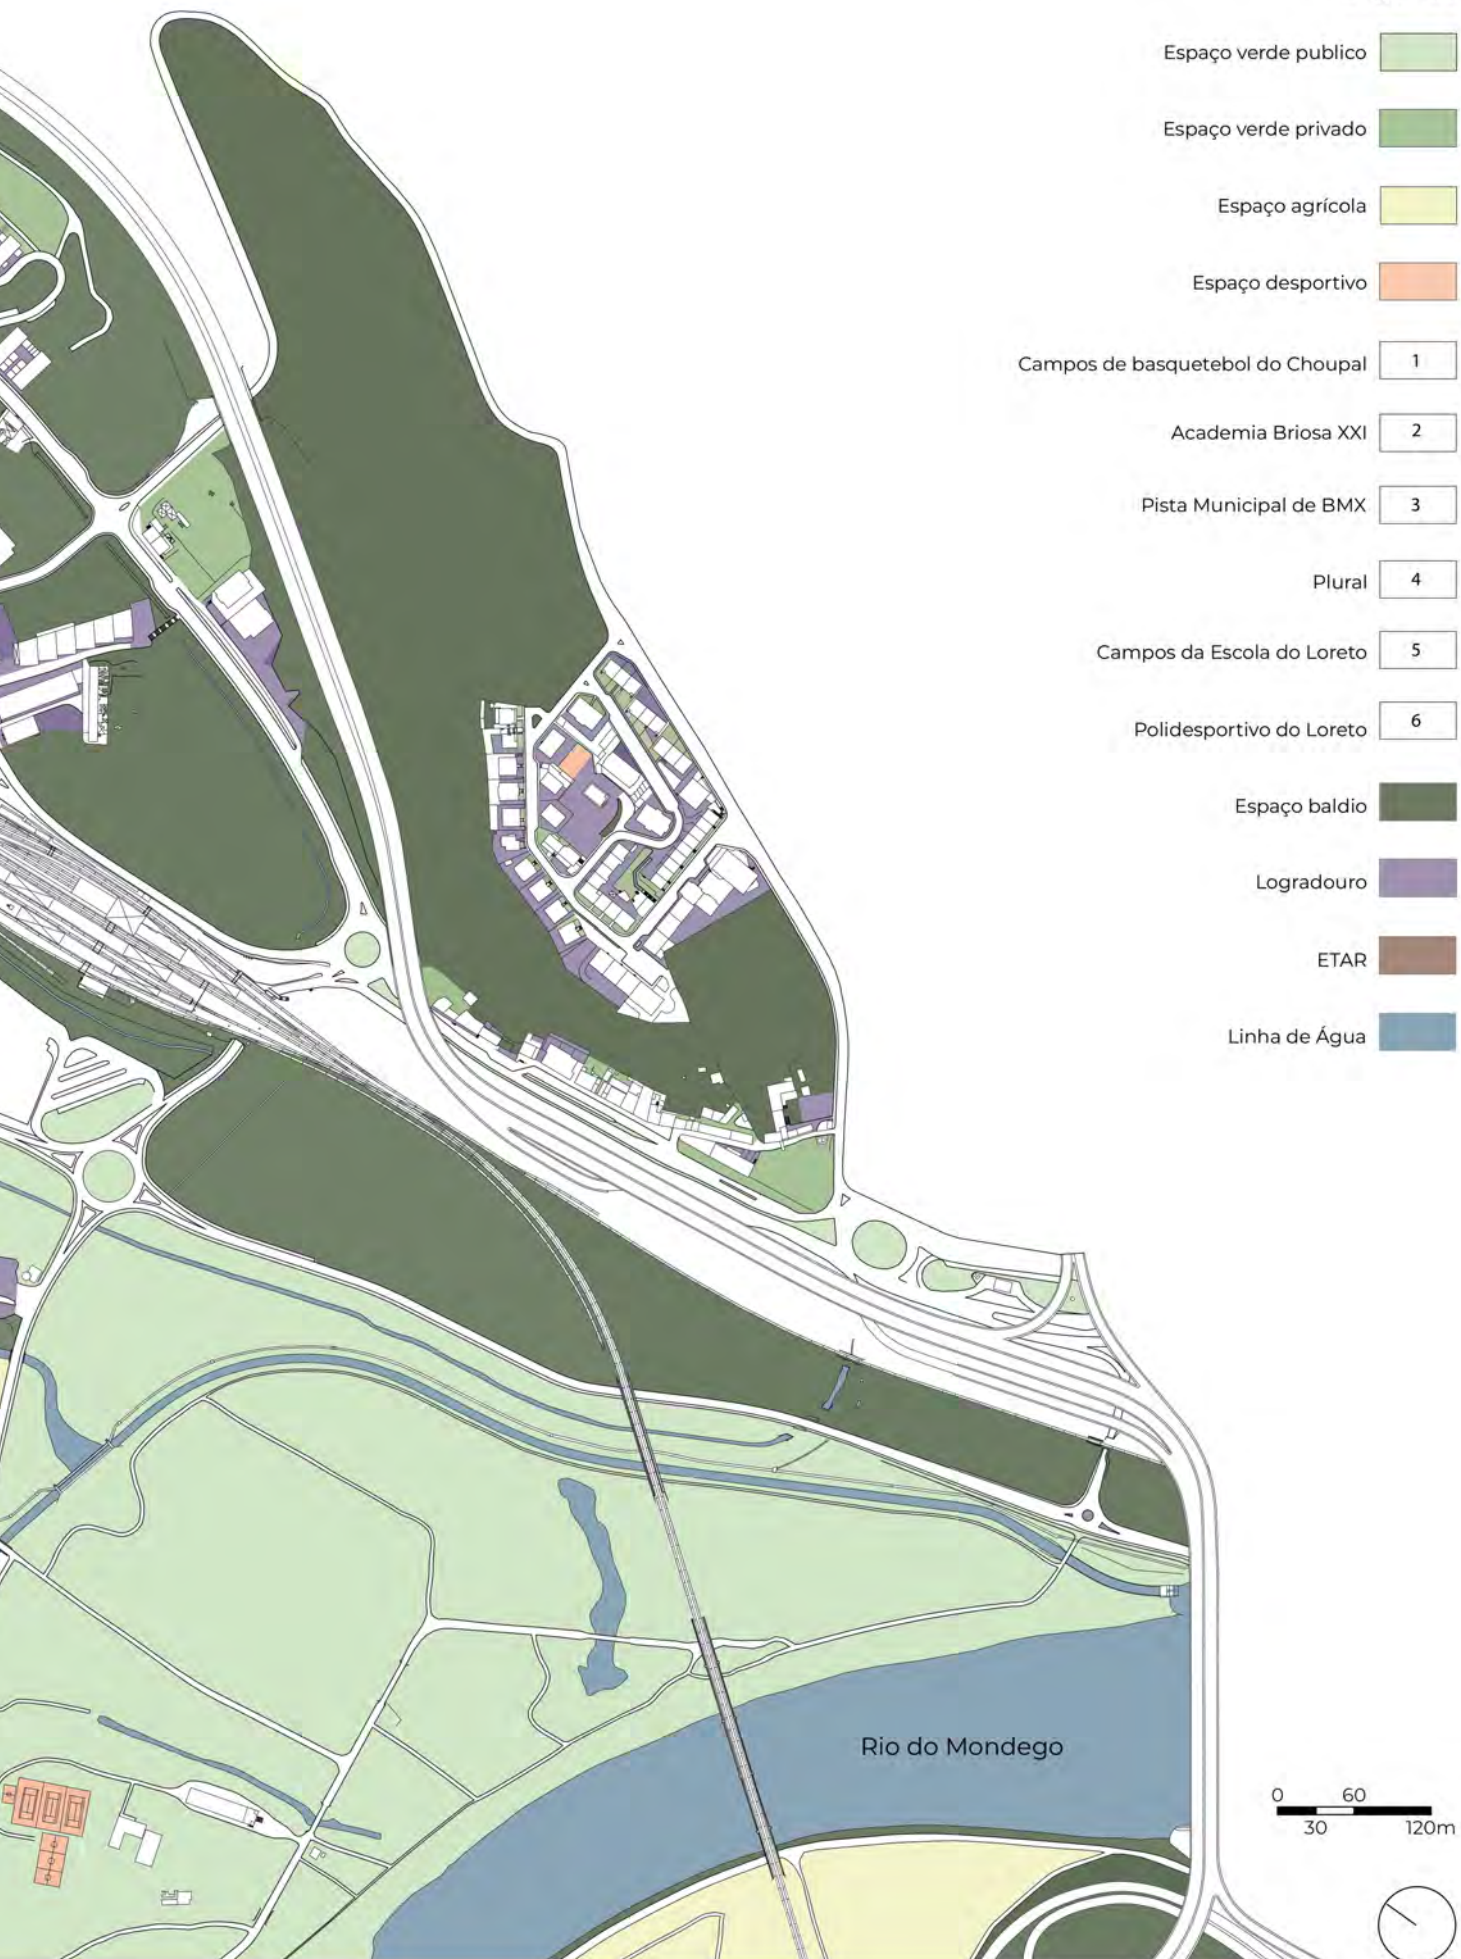 Espaço verde publico
Espaço verde privado
Espaço agrícola
Espaço desportivo
Campos de basquetebol do Choupal 1
Academia Briosa XXI 2
Pista Municipal de BMX 3
Plural 4
Campos da Escola do Loreto 5
Polidesportivo do Loreto 6
Espaço baldio
Logradouro
ETAR
Linha de Água
Rio do Mondego
0 60
30 120m